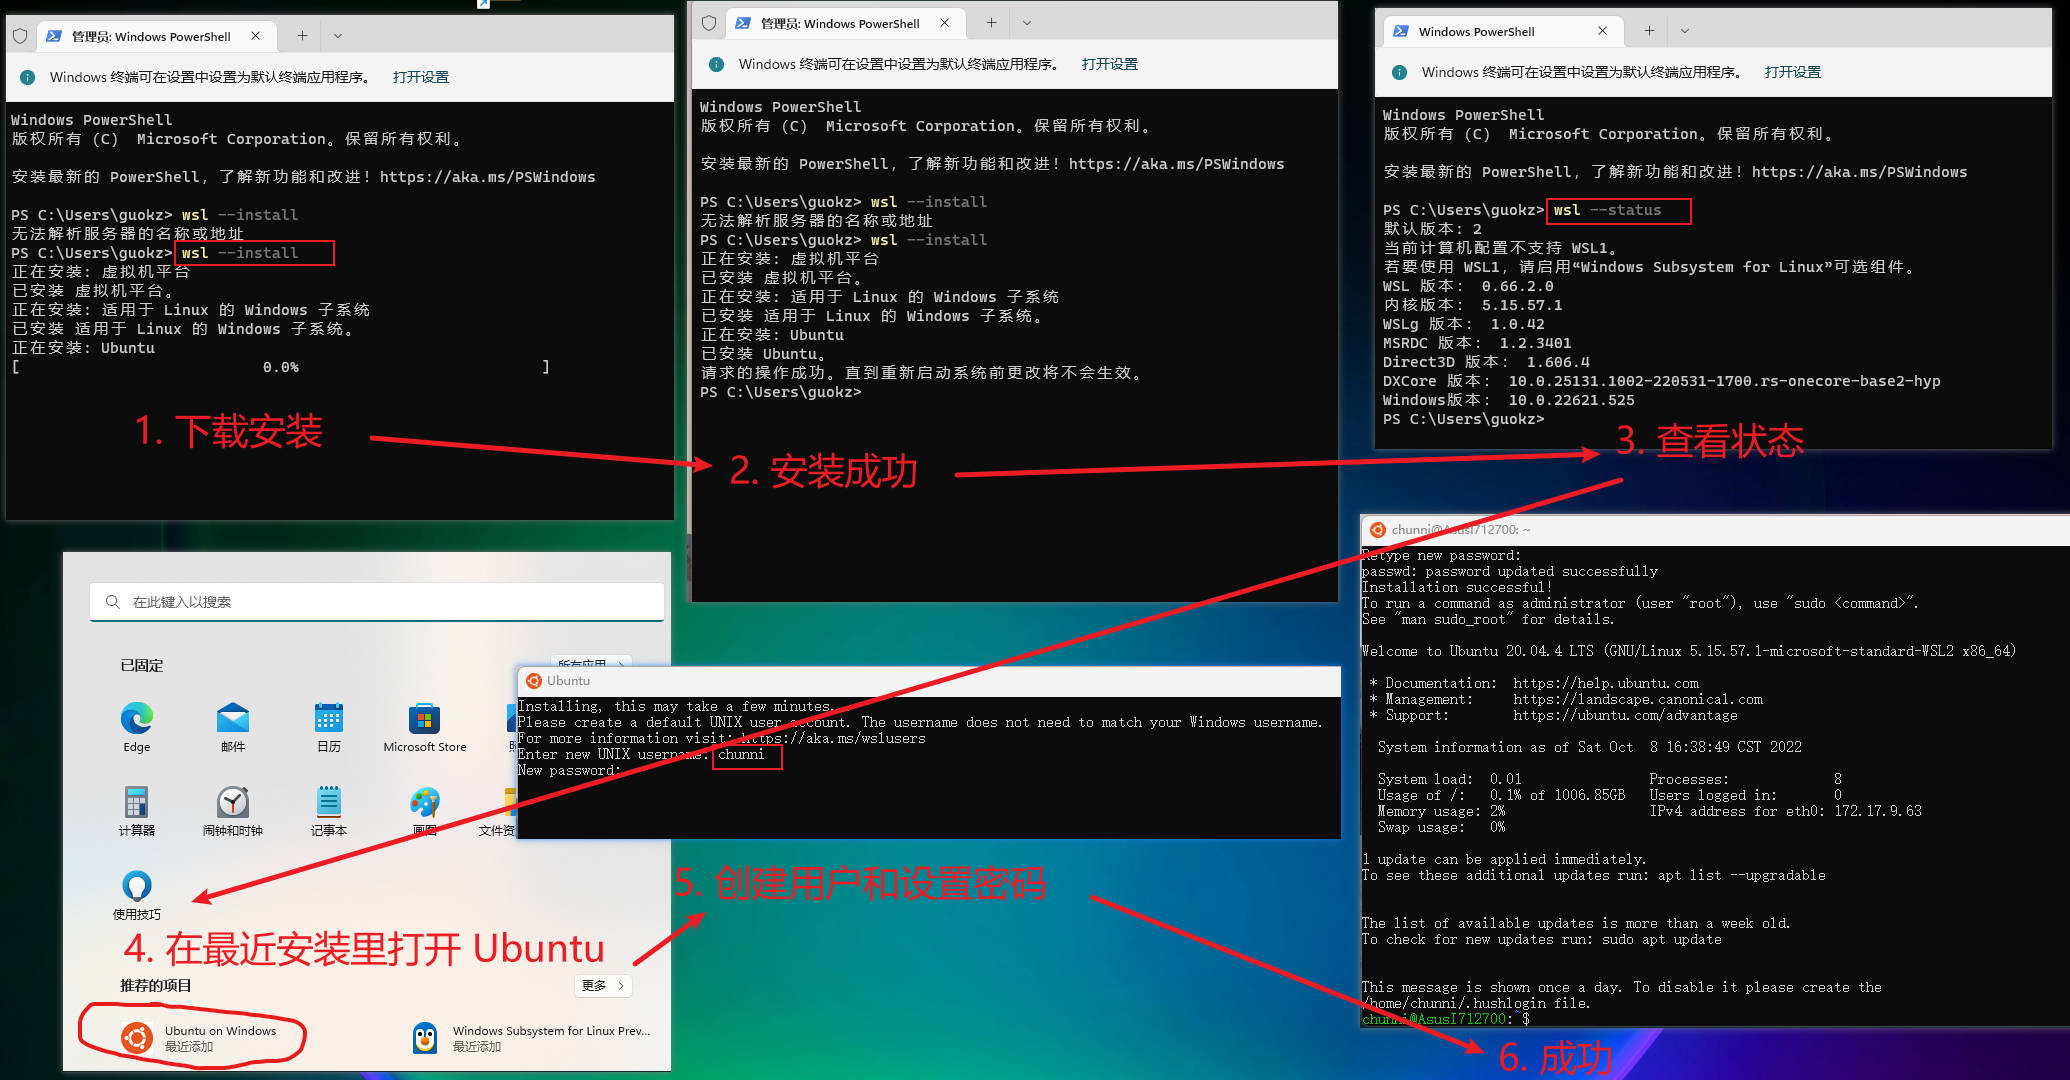 管理员: Windows PowerShell
Windows 终端可在设置中设置为默认终端应用程序。 打开设置
Windows PowerShell
版权所有 (C) Microsoft Corporation。保留所有权利。
安装最新的 PowerShell，了解新功能和改进！https://aka.ms/PSWindows
PS C:\Users\guokz> wsl --install
无法解析服务器的名称或地址
PS C:\Users\guokz> wsl --install
正在安装: 虚拟机平台
已安装 虚拟机平台。
正在安装: 适用于 Linux 的 Windows 子系统
已安装 适用于 Linux 的 Windows 子系统。
正在安装: Ubuntu
[ 0.0% ]
1. 下载安装
管理员: Windows PowerShell
Windows 终端可在设置中设置为默认终端应用程序。 打开设置
Windows PowerShell
版权所有 (C) Microsoft Corporation。保留所有权利。
安装最新的 PowerShell，了解新功能和改进！https://aka.ms/PSWindows
PS C:\Users\guokz> wsl --install
无法解析服务器的名称或地址
PS C:\Users\guokz> wsl --install
正在安装: 虚拟机平台
已安装 虚拟机平台。
正在安装: 适用于 Linux 的 Windows 子系统
已安装 适用于 Linux 的 Windows 子系统。
正在安装: Ubuntu
已安装 Ubuntu。
请求的操作成功。直到重新启动系统前更改将不会生效。
PS C:\Users\guokz>
2. 安装成功
Windows PowerShell
Windows 终端可在设置中设置为默认终端应用程序。 打开设置
Windows PowerShell
版权所有 (C) Microsoft Corporation。保留所有权利。
安装最新的 PowerShell，了解新功能和改进！https://aka.ms/PSWindows
PS C:\Users\guokz> wsl --status
默认版本: 2
当前计算机配置不支持 WSL1。
若要使用 WSL1，请启用“Windows Subsystem for Linux”可选组件。
WSL 版本: 0.66.2.0
内核版本: 5.15.57.1
WSLg 版本: 1.0.42
MSRDC 版本: 1.2.3401
Direct3D 版本: 1.606.4
DXCore 版本: 10.0.25131.1002-220531-1700.rs-onecore-base2-hyp
Windows版本: 10.0.22621.525
PS C:\Users\guokz>
3. 查看状态
在此键入以搜索
已固定
所有应用 >
Edge
邮件
日历
Microsoft Store
计算器
闹钟和时钟
记事本
画图
文件资
使用技巧
4. 在最近安装里打开 Ubuntu
推荐的项目
更多 >
Ubuntu on Windows
最近添加
Windows Subsystem for Linux Prev...
最近添加
Ubuntu
Installing, this may take a few minutes...
Please create a default UNIX user account. The username does not need to match your Windows username.
For more information visit: https://aka.ms/wslusers
Enter new UNIX username: chunni
New password:
5. 创建用户和设置密码
chunni@AsusI712700: ~
Retype new password:
passwd: password updated successfully
Installation successful!
To run a command as administrator (user "root"), use "sudo <command>".
See "man sudo_root" for details.
Welcome to Ubuntu 20.04.4 LTS (GNU/Linux 5.15.57.1-microsoft-standard-WSL2 x86_64)
* Documentation: https://help.ubuntu.com
* Management: https://landscape.canonical.com
* Support: https://ubuntu.com/advantage
System information as of Sat Oct 8 16:38:49 CST 2022
System load: 0.01 Processes: 8
Usage of /: 0.1% of 1006.85GB Users logged in: 0
Memory usage: 2% IPv4 address for eth0: 172.17.9.63
Swap usage: 0%
1 update can be applied immediately.
To see these additional updates run: apt list --upgradable
The list of available updates is more than a week old.
To check for new updates run: sudo apt update
This message is shown once a day. To disable it please create the
/home/chunni/.hushlogin file.
chunni@AsusI712700:~$
6. 成功